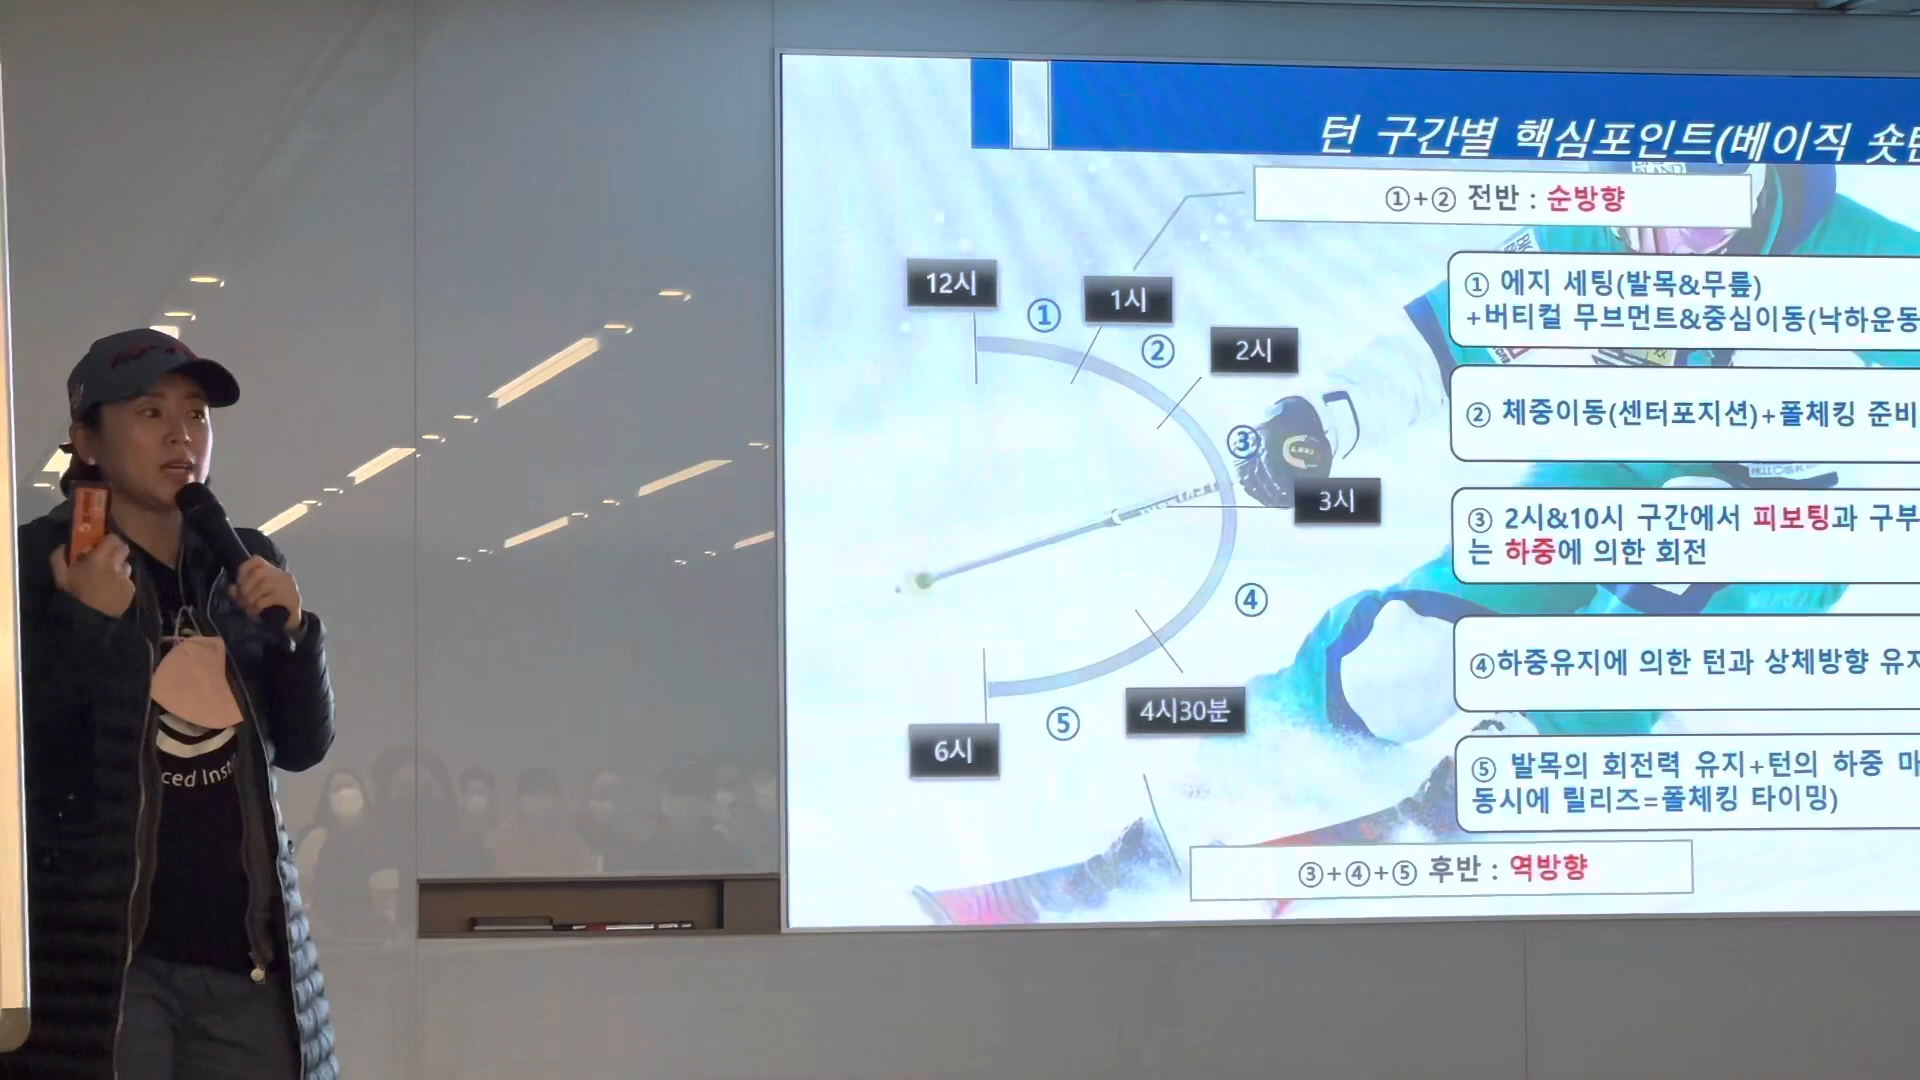 턴 구간별 핵심포인트(베이직 숏턴
①+② 전반 : 순방향
12시
①
1시
②
2시
③
3시
④
4시30분
⑤
6시
① 에지 세팅(발목&무릎)
+버티컬 무브먼트&중심이동(낙하운동
② 체중이동(센터포지션)+폴체킹 준비
③ 2시&10시 구간에서 피보팅과 구부
는 하중에 의한 회전
④하중유지에 의한 턴과 상체방향 유지
⑤ 발목의 회전력 유지+턴의 하중 마
동시에 릴리즈=폴체킹 타이밍)
③+④+⑤ 후반 : 역방향
LEKI
ced Inst